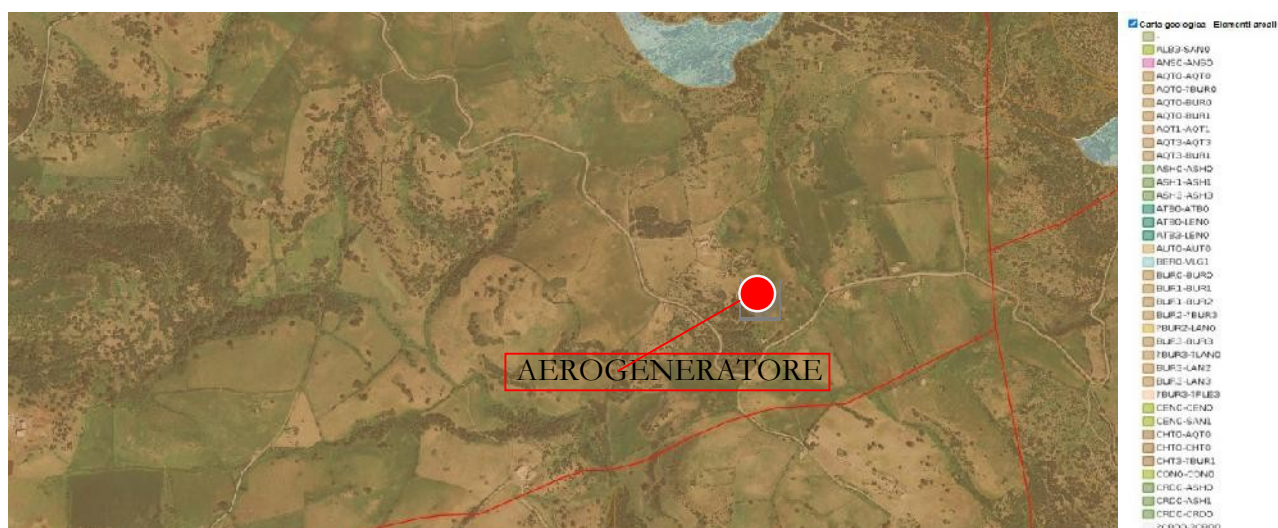 AEROGENERATORE
Carta geologica Elementi areali
-
ALB3-SAN0
ANS0-ANS0
AQT0-AQT0
AQT0-?BUR0
AQT0-BUR0
AQT0-BUR1
AQT1-AQT1
AQT3-AQT3
AQT3-BUR1
ASH0-ASH0
ASH1-ASH1
ASH3-ASH3
ATB0-ATB0
ATB0-LEN0
ATB3-LEN0
AUT0-AUT0
BER0-VLG1
BUR0-BUR0
BUR1-BUR1
BUR1-BUR2
BUR2-?BUR3
?BUR2-LAN0
BUR3-BUR3
?BUR3-?LAN0
BUR3-LAN2
BUR3-LAN3
CEN0-CEN0
CEN0-SAN1
CHT0-AQT0
CHT0-CHT0
CHT3-?BUR1
CON0-CON0
CRD0-ASH0
CRD0-ASH1
CRD0-CRD0